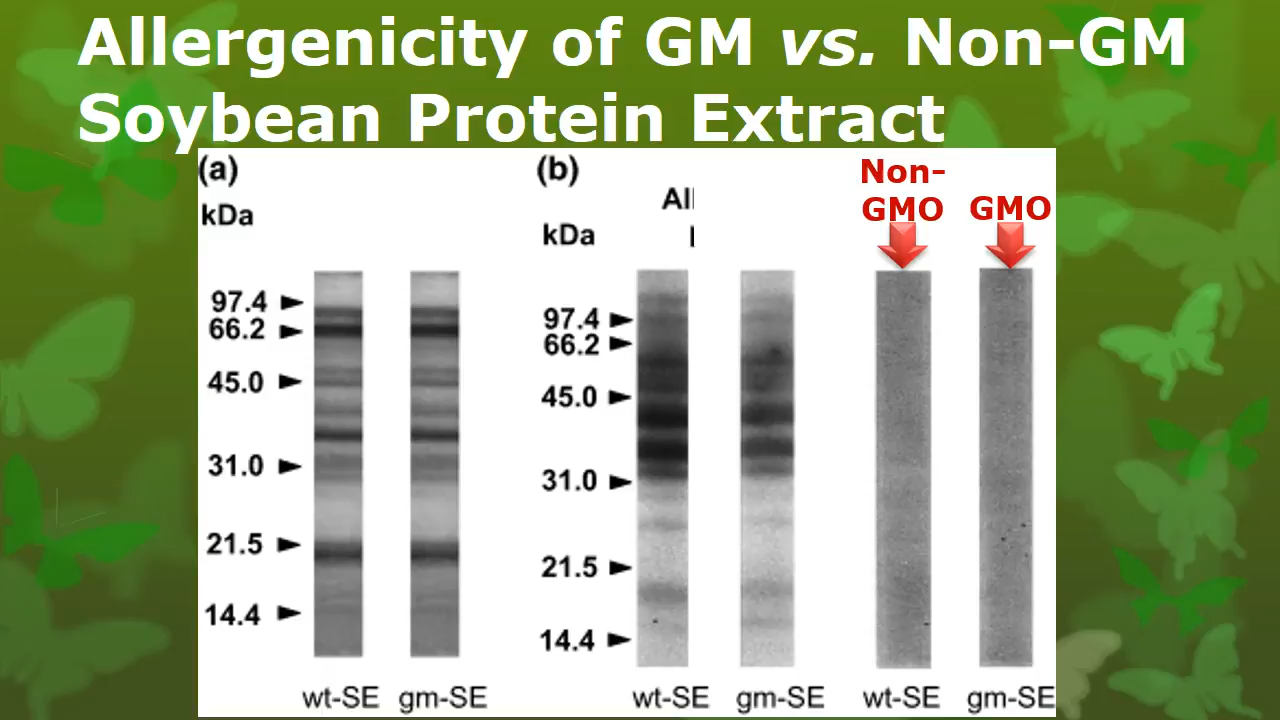 Allergenicity of GM vs. Non-GM
Soybean Protein Extract
(a)
kDa
97.4
66.2
45.0
31.0
21.5
14.4
wt-SE gm-SE
(b)
All
kDa
97.4
66.2
45.0
31.0
21.5
14.4
Non-
GMO
GMO
wt-SE gm-SE wt-SE gm-SE